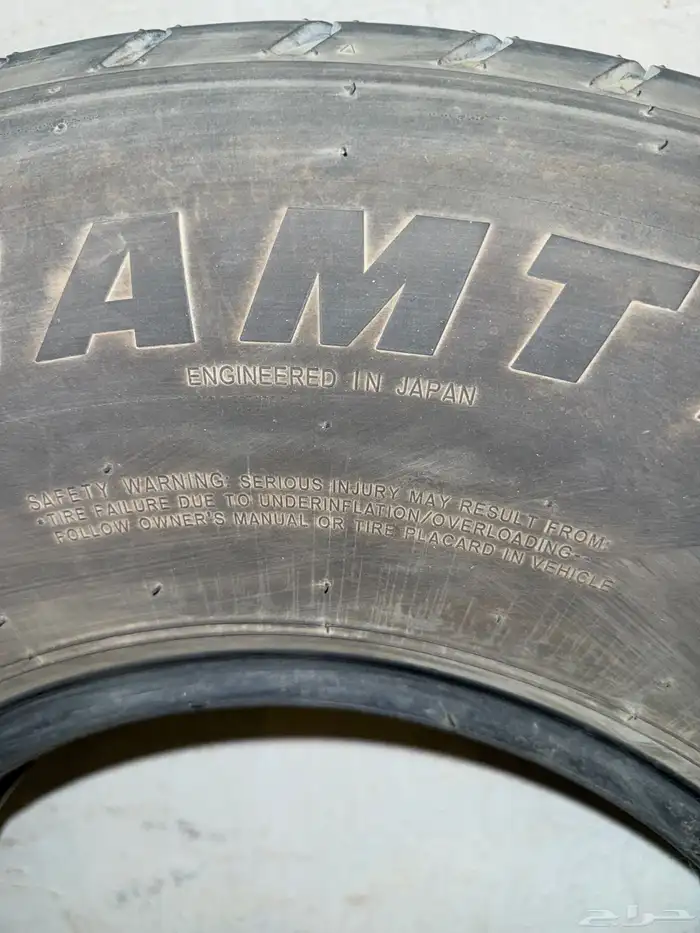 AMT
ENGINEERED IN JAPAN
SAFETY WARNING: SERIOUS INJURY MAY RESULT FROM:
•TIRE FAILURE DUE TO UNDERINFLATION/OVERLOADING--
FOLLOW OWNER'S MANUAL OR TIRE PLACARD IN VEHICLE
حراج